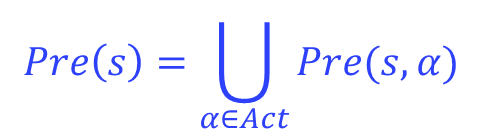 Pre(s) = ⋃ Pre(s, α)
α∈Act